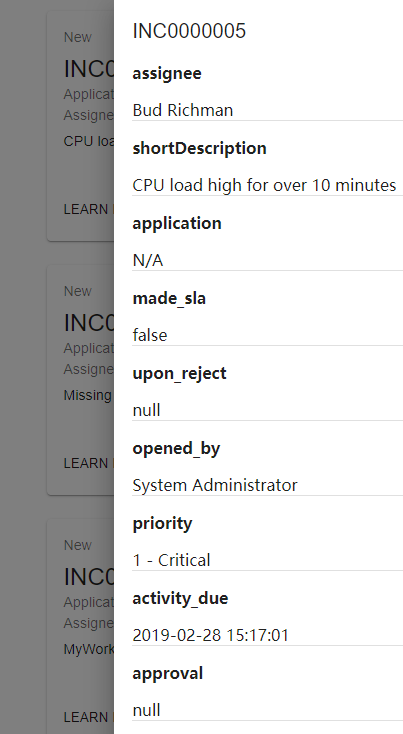 New
INC0
Applicat
Assigne
CPU loa
LEARN
New
INC0
Applicat
Assigne
Missing
LEARN
New
INC0
Applicat
Assigne
MyWork
LEARN
INC0000005
assignee
Bud Richman
shortDescription
CPU load high for over 10 minutes
application
N/A
made_sla
false
upon_reject
null
opened_by
System Administrator
priority
1 - Critical
activity_due
2019-02-28 15:17:01
approval
null